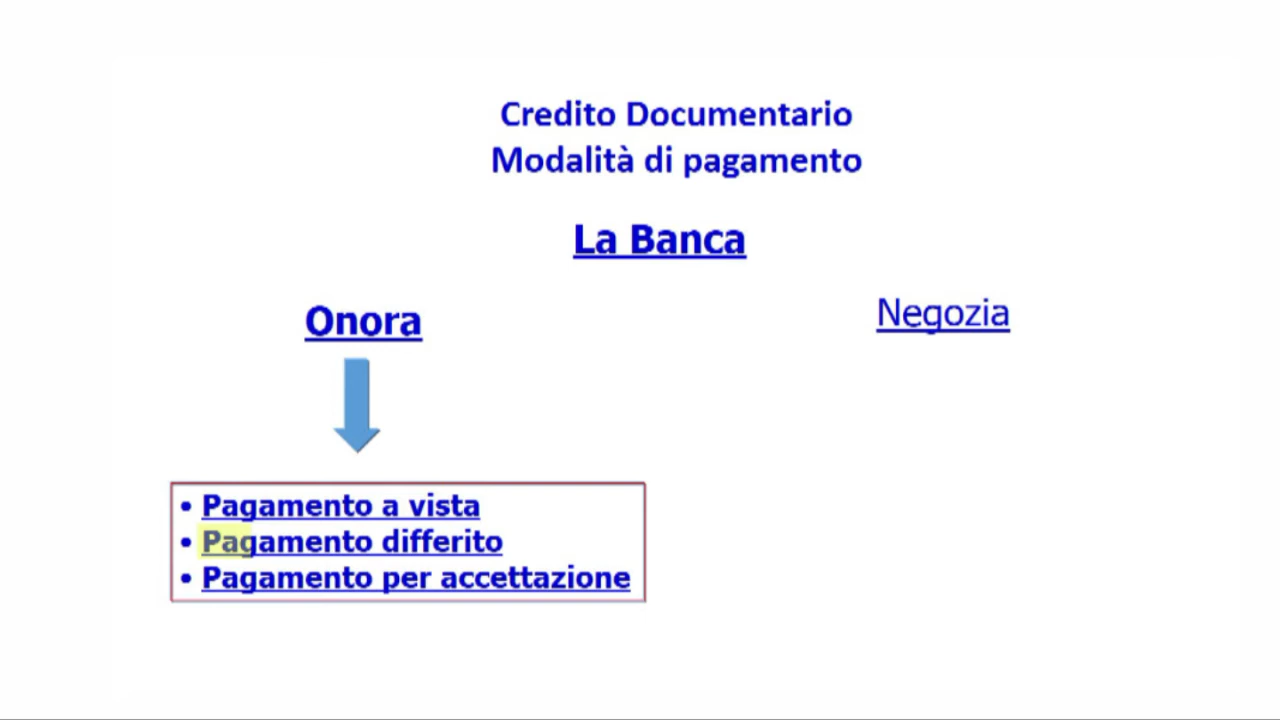 Credito Documentario
Modalità di pagamento
La Banca
Onora
Negozia
• Pagamento a vista
• Pagamento differito
• Pagamento per accettazione